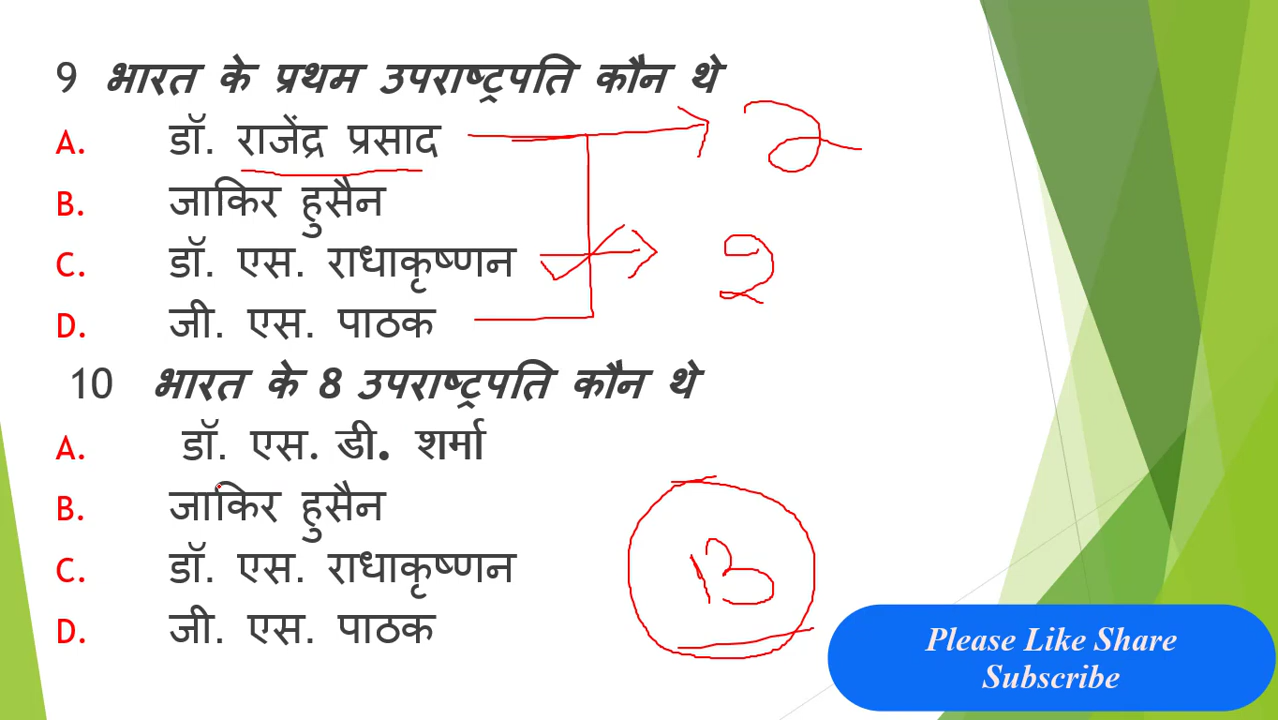 9 भारत के प्रथम उपराष्ट्रपति कौन थे
A. डॉ. राजेंद्र प्रसाद
B. जाकिर हुसैन
C. डॉ. एस. राधाकृष्णन
D. जी. एस. पाठक
10 भारत के 8 उपराष्ट्रपति कौन थे
A. डॉ. एस. डी. शर्मा
B. जाकिर हुसैन
C. डॉ. एस. राधाकृष्णन
D. जी. एस. पाठक
B
Please Like Share
Subscribe